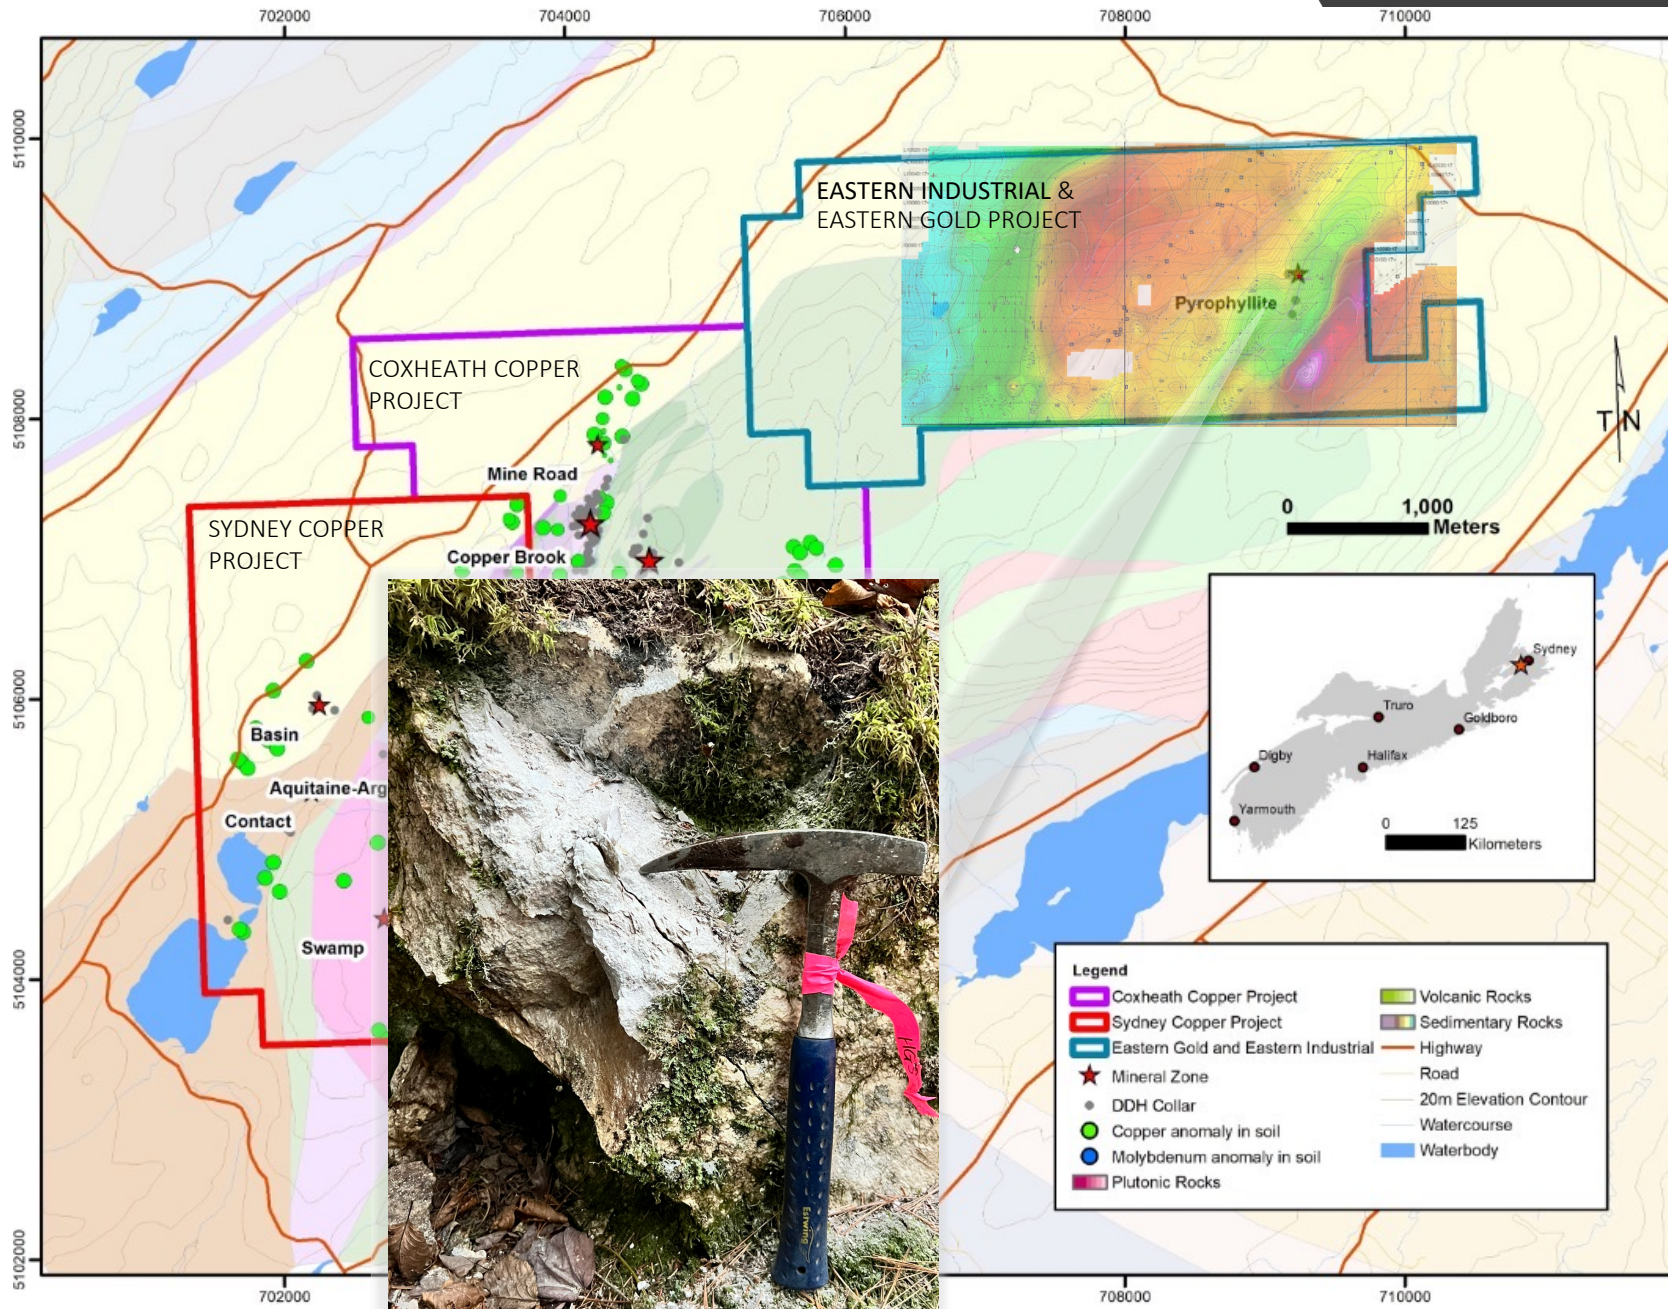 702000
704000
706000
708000
710000
5110000
5108000
5106000
5104000
5102000
EASTERN INDUSTRIAL &
EASTERN GOLD PROJECT
Pyrophyllite
COXHEATH COPPER
PROJECT
Mine Road
SYDNEY COPPER
PROJECT
Copper Brook
T N
0 1,000
Meters
Basin
Aquitaine-Arg
Contact
Swamp
HG3
Estwing
Sydney
Truro
Goldboro
Digby
Halifax
Yarmouth
0 125
Kilometers
Legend
Coxheath Copper Project
Sydney Copper Project
Eastern Gold and Eastern Industrial
Mineral Zone
DDH Collar
Copper anomaly in soil
Molybdenum anomaly in soil
Plutonic Rocks
Volcanic Rocks
Sedimentary Rocks
Highway
Road
20m Elevation Contour
Watercourse
Waterbody
702000
708000
710000